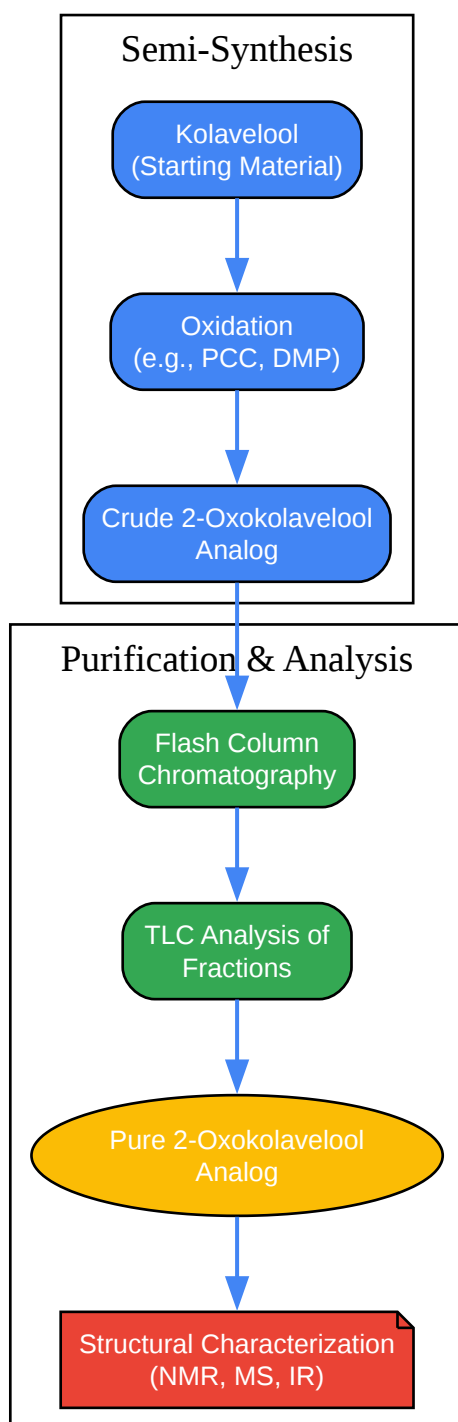 Semi-Synthesis
Kolavelool
(Starting Material)
Oxidation
(e.g., PCC, DMP)
Crude 2-Oxokolavelool
Analog
Purification & Analysis
Flash Column
Chromatography
TLC Analysis of
Fractions
Pure 2-Oxokolavelool
Analog
Structural Characterization
(NMR, MS, IR)